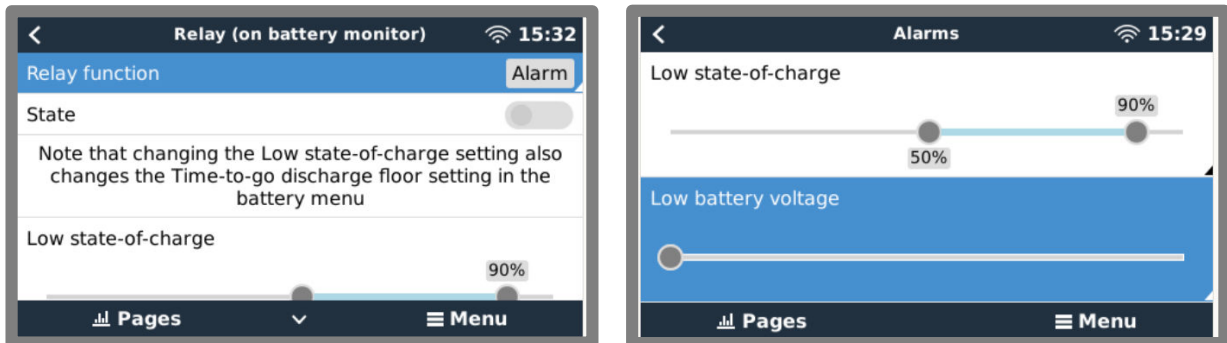 Relay (on battery monitor) 15:32
Relay function Alarm
State
Note that changing the Low state-of-charge setting also
changes the Time-to-go discharge floor setting in the
battery menu
Low state-of-charge
90%
Pages Menu
Alarms 15:29
Low state-of-charge
90%
50%
Low battery voltage
Pages Menu